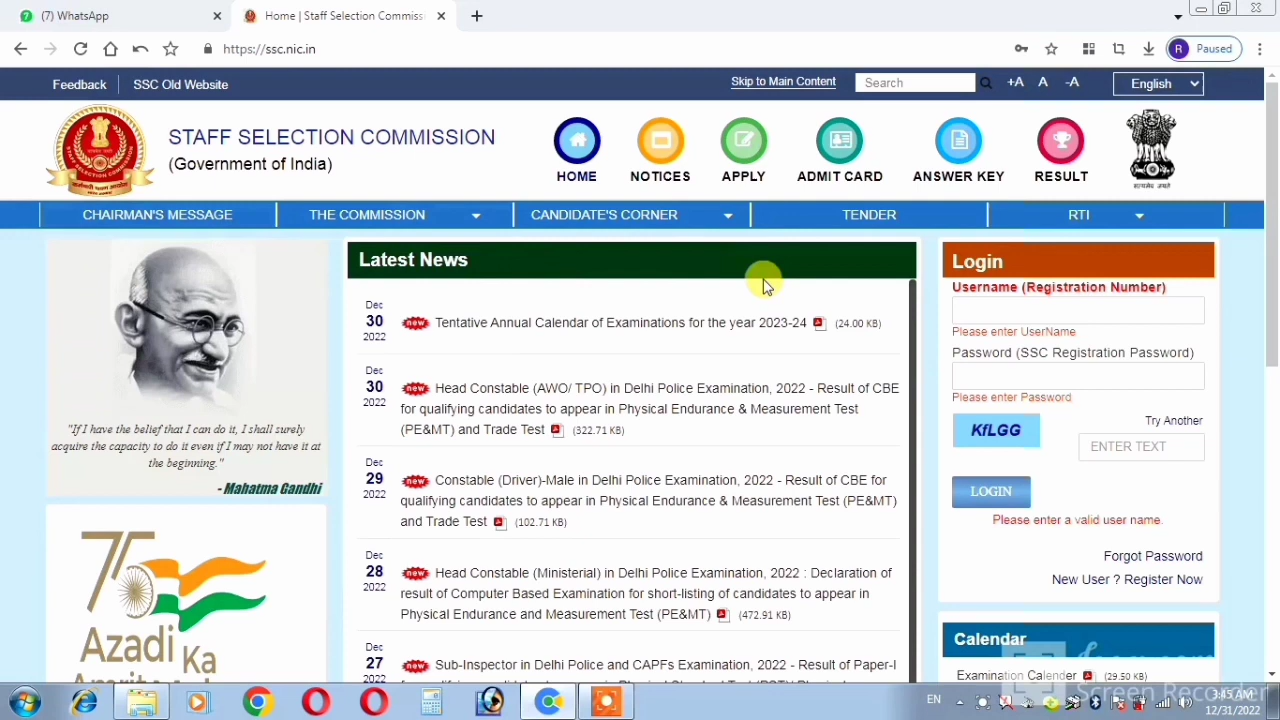 (7) WhatsApp
Home | Staff Selection Commiss
https://ssc.nic.in
R Paused
Feedback SSC Old Website
Skip to Main Content Search +A A -A English
STAFF SELECTION COMMISSION
(Government of India)
HOME NOTICES APPLY ADMIT CARD ANSWER KEY RESULT
CHAIRMAN'S MESSAGE THE COMMISSION CANDIDATE'S CORNER TENDER RTI
"If I have the belief that I can do it, I shall surely
acquire the capacity to do it even if I may not have it at
the beginning."
- Mahatma Gandhi
75
Azadi
Ka
Latest News
Dec
30
2022
new Tentative Annual Calendar of Examinations for the year 2023-24 (24.00 KB)
Dec
30
2022
new Head Constable (AWO/ TPO) in Delhi Police Examination, 2022 - Result of CBE
for qualifying candidates to appear in Physical Endurance & Measurement Test
(PE&MT) and Trade Test (322.71 KB)
Dec
29
2022
new Constable (Driver)-Male in Delhi Police Examination, 2022 - Result of CBE for
qualifying candidates to appear in Physical Endurance & Measurement Test (PE&MT)
and Trade Test (102.71 KB)
Dec
28
2022
new Head Constable (Ministerial) in Delhi Police Examination, 2022 : Declaration of
result of Computer Based Examination for short-listing of candidates to appear in
Physical Endurance and Measurement Test (PE&MT) (472.91 KB)
Dec
27
2022
new Sub-Inspector in Delhi Police and CAPFs Examination, 2022 - Result of Paper-I
Login
Username (Registration Number)
Please enter UserName
Password (SSC Registration Password)
Please enter Password
KfLGG
Try Another
ENTER TEXT
LOGIN
Please enter a valid user name.
Forgot Password
New User ? Register Now
Calendar
Examination Calender (29.50 KB)
Screen Recorder
EN
3:45 AM
12/31/2022